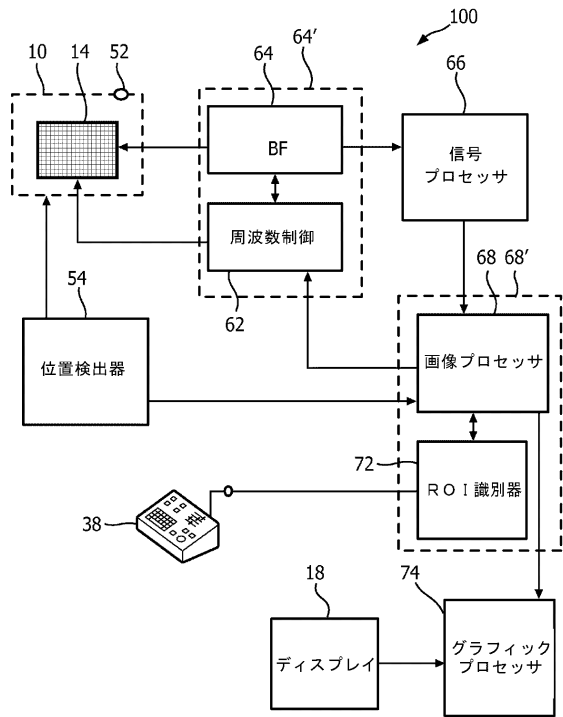 100
10
14
52
64
64′
66
BF
信号
プロセッサ
周波数制御
62
54
68
68′
位置検出器
画像プロセッサ
72
ＲＯＩ識別器
38
18
74
ディスプレイ
グラフィック
プロセッサ